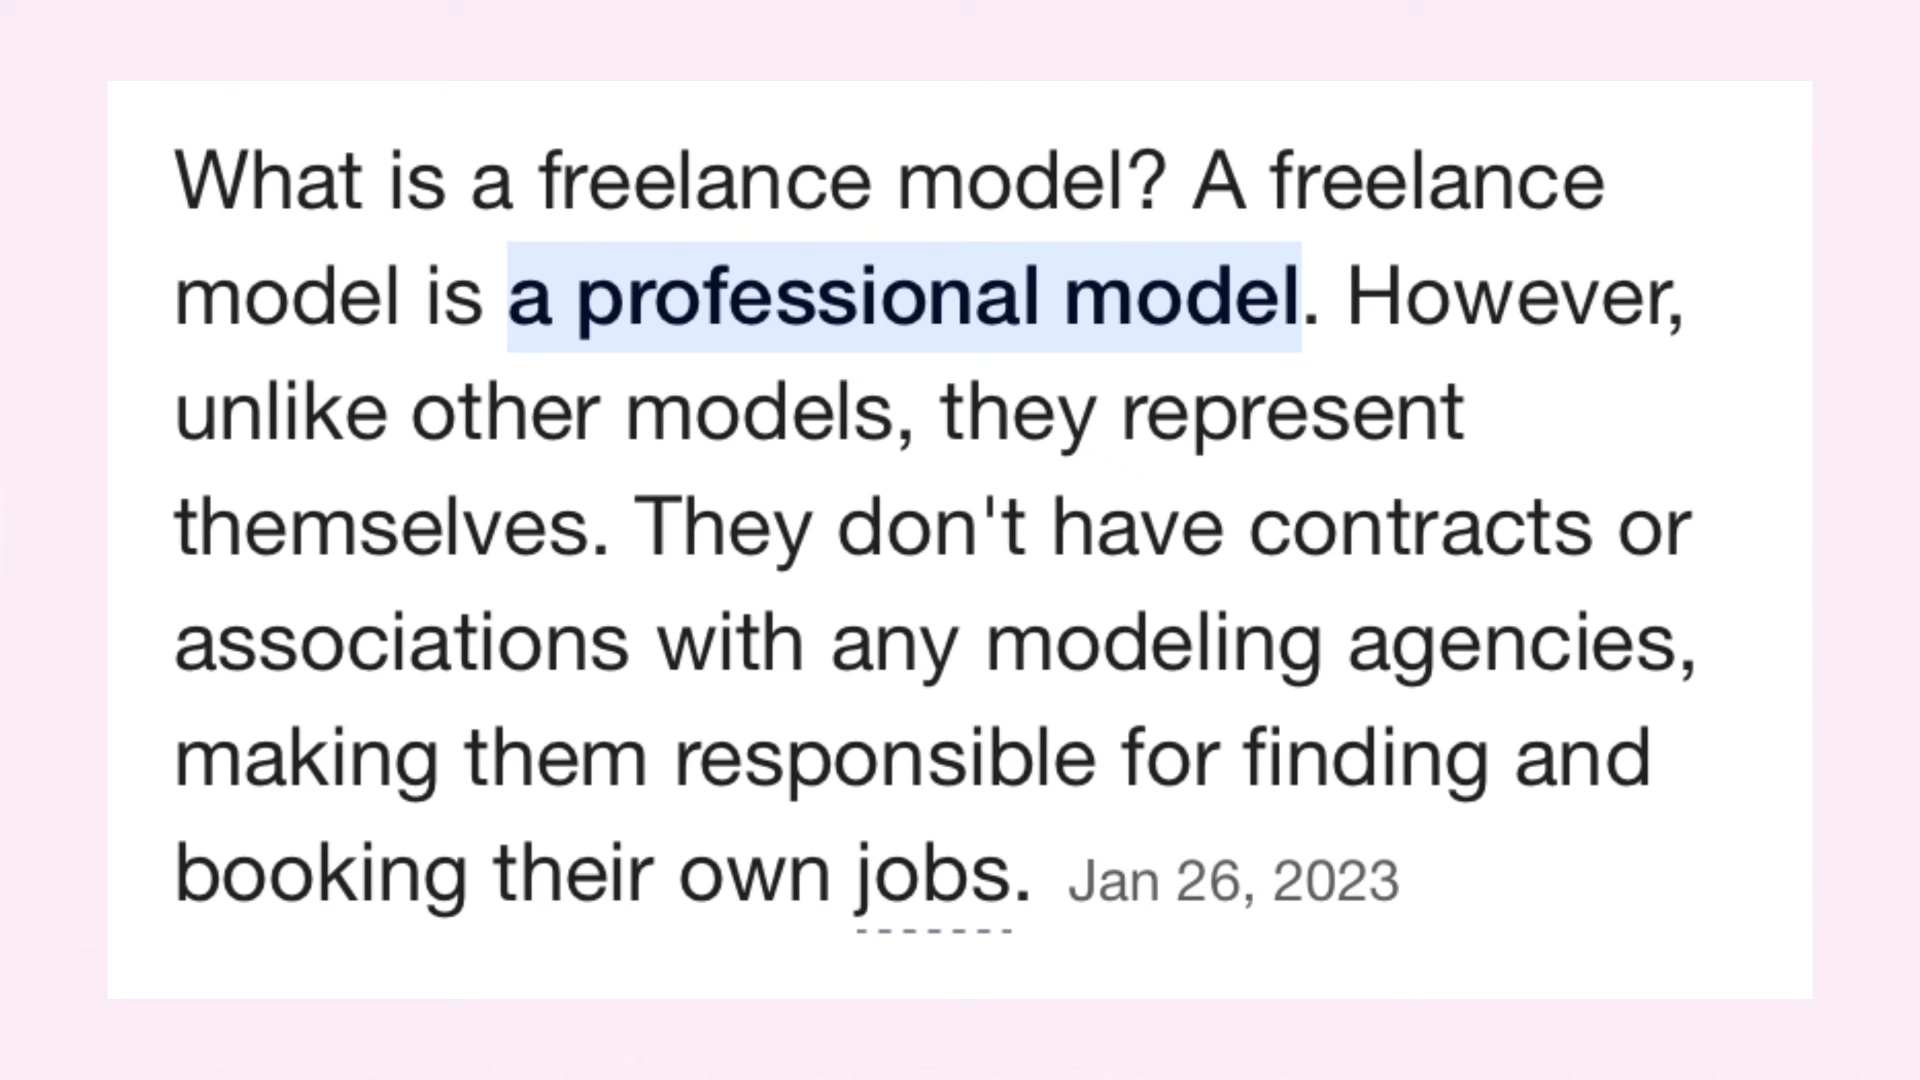 What is a freelance model? A freelance
model is a professional model. However,
unlike other models, they represent
themselves. They don't have contracts or
associations with any modeling agencies,
making them responsible for finding and
booking their own jobs. Jan 26, 2023